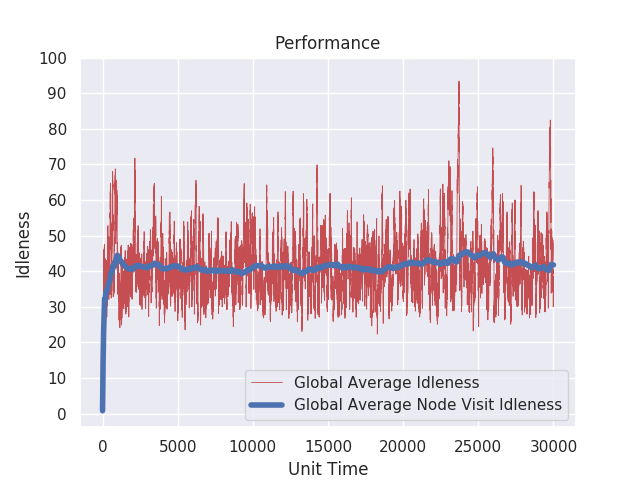 Performance
100
90
80
70
60
50
40
30
20
10
0
Idleness
Global Average Idleness
Global Average Node Visit Idleness
0 5000 10000 15000 20000 25000 30000
Unit Time